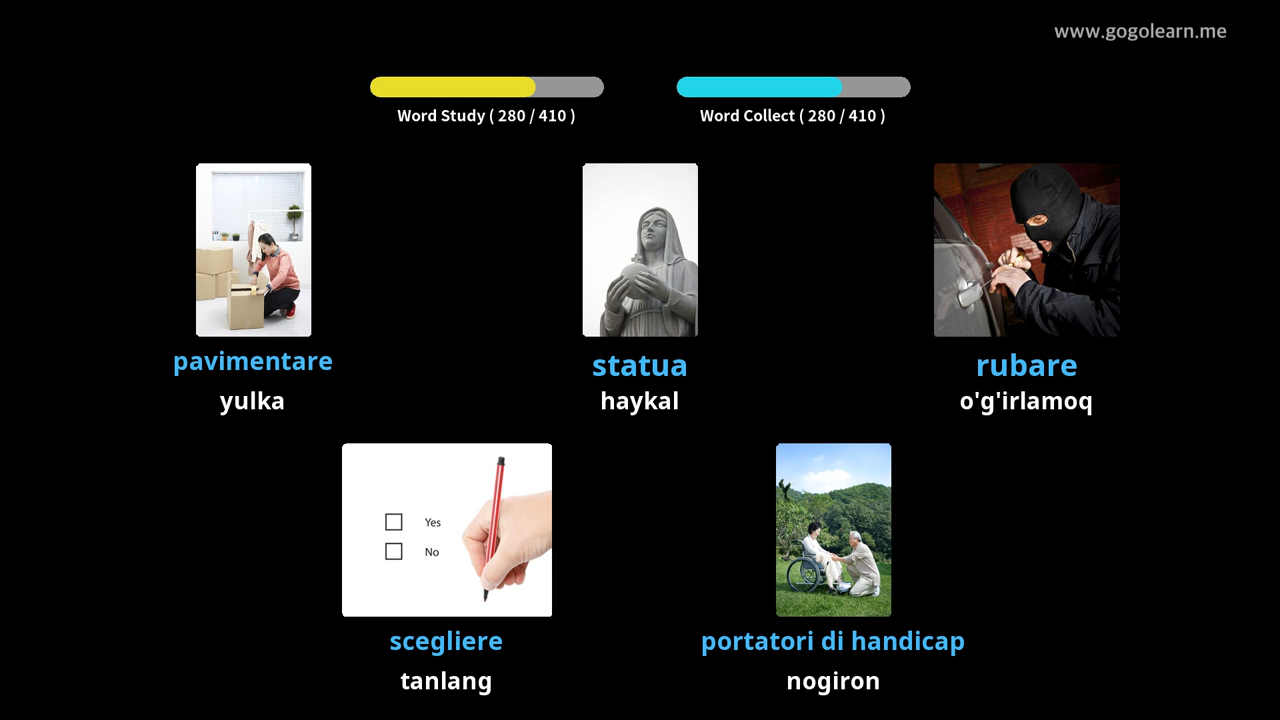 www.gogolearn.me
Word Study ( 280 / 410 )
Word Collect ( 280 / 410 )
pavimentare
yulka
statua
haykal
rubare
o'g'irlamoq
Yes
No
scegliere
tanlang
portatori di handicap
nogiron